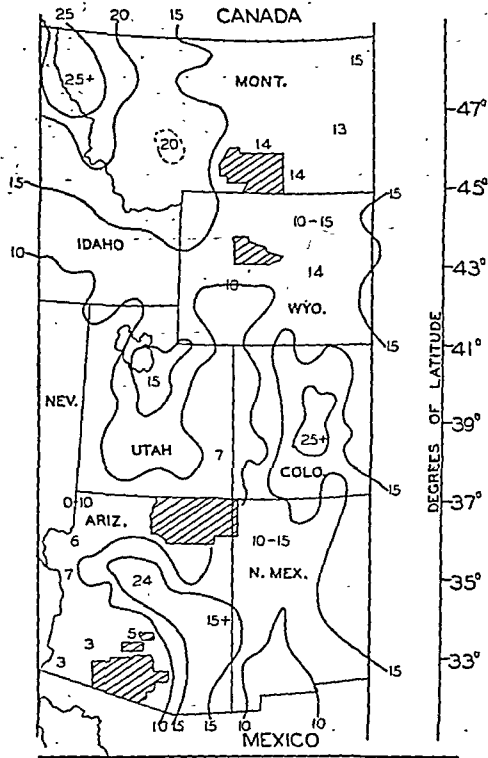 25 20 15 CANADA
15
25+
MONT.
47°
20
13
14
14
45°
15
15
10-15
IDAHO
10
43°
14
10
WYO.
41°
15
15
NEV.
39°
25+
UTAH
7
COLO.
15
37°
0-10
ARIZ.
6
10-15
7
24
N. MEX.
35°
15+
5
3
3
33°
15
10 15 15 10 10
MEXICO
DEGREES OF LATITUDE